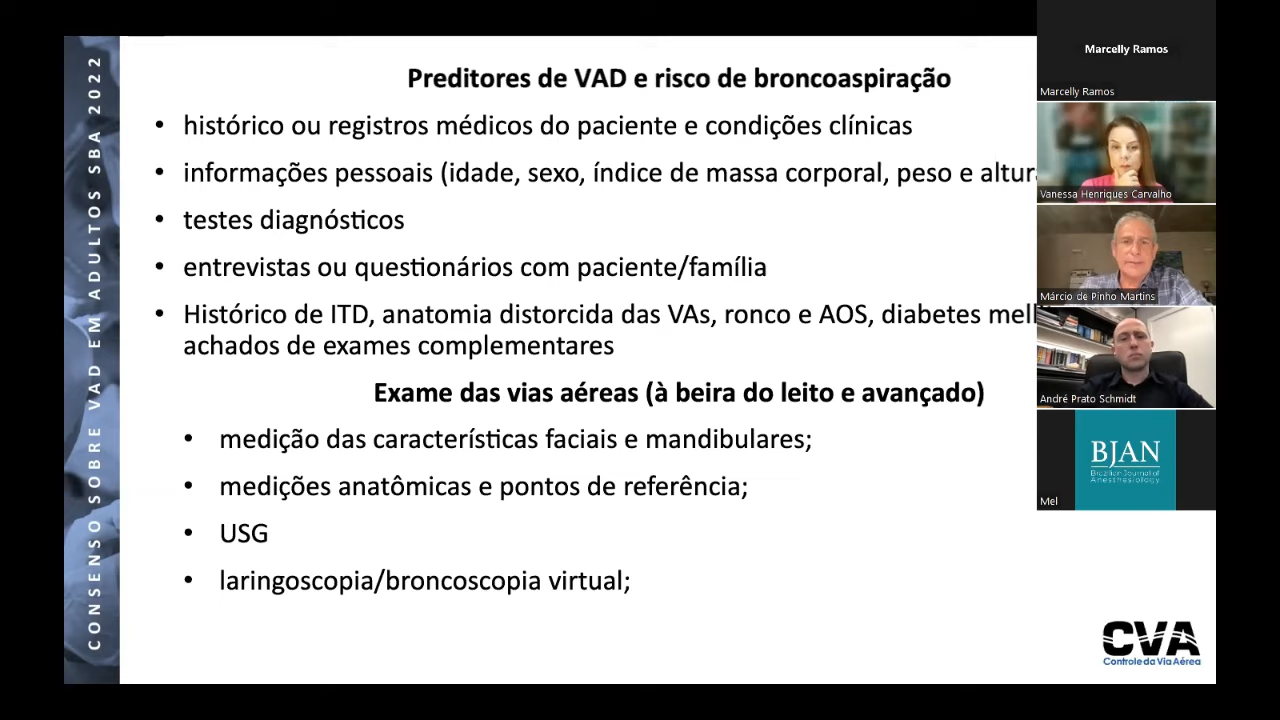 CONSENSO SOBRE VAD EM ADULTOS SBA 2022
Preditores de VAD e risco de broncoaspiração
• histórico ou registros médicos do paciente e condições clínicas
• informações pessoais (idade, sexo, índice de massa corporal, peso e altur
• testes diagnósticos
• entrevistas ou questionários com paciente/família
• Histórico de ITD, anatomia distorcida das VAs, ronco e AOS, diabetes mell
achados de exames complementares
Exame das vias aéreas (à beira do leito e avançado)
• medição das características faciais e mandibulares;
• medições anatômicas e pontos de referência;
• USG
• laringoscopia/broncoscopia virtual;
CVA
Controle da Via Aérea
Marcelly Ramos
Marcelly Ramos
Vanessa Henriques Carvalho
Márcio de Pinho Martins
André Prato Schmidt
BJAN
Brazilian Journal of
Anesthesiology
Mel